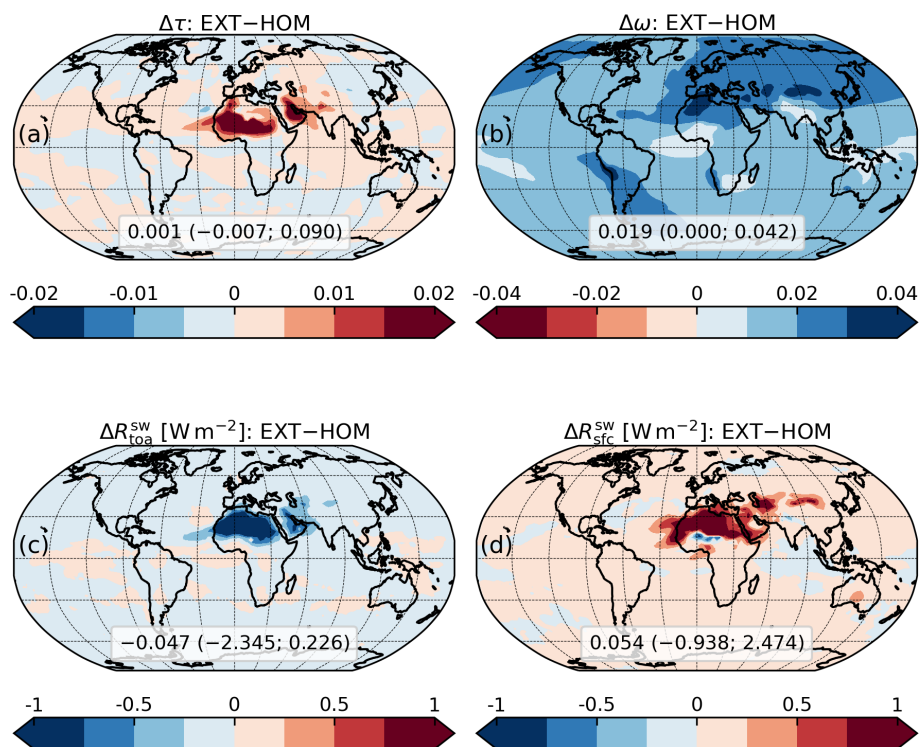 Δτ: EXT−HOM
Δω: EXT−HOM
(a)
(b)
0.001 (−0.007; 0.090)
0.019 (0.000; 0.042)
-0.02 -0.01 0 0.01 0.02
-0.04 -0.02 0 0.02 0.04
ΔR^sw_toa [W m⁻²]: EXT−HOM
ΔR^sw_sfc [W m⁻²]: EXT−HOM
(c)
(d)
−0.047 (−2.345; 0.226)
0.054 (−0.938; 2.474)
-1 -0.5 0 0.5 1
-1 -0.5 0 0.5 1